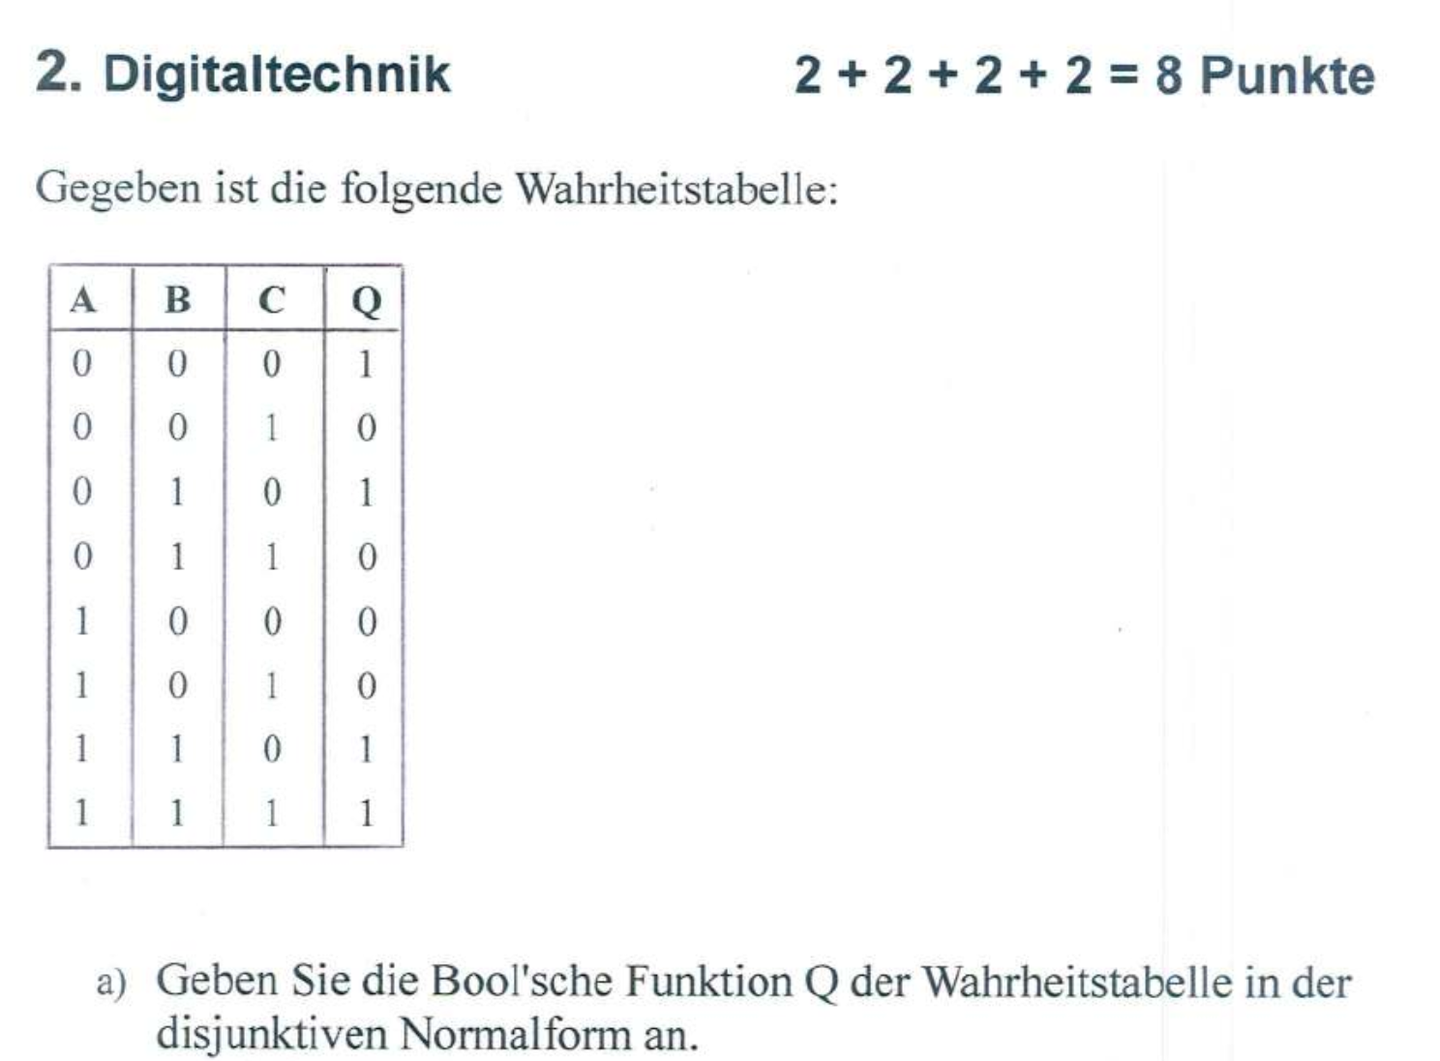 2. Digitaltechnik 2 + 2 + 2 + 2 = 8 Punkte
Gegeben ist die folgende Wahrheitstabelle:
A B C Q
0 0 0 1
0 0 1 0
0 1 0 1
0 1 1 0
1 0 0 0
1 0 1 0
1 1 0 1
1 1 1 1
a) Geben Sie die Bool'sche Funktion Q der Wahrheitstabelle in der
disjunktiven Normalform an.